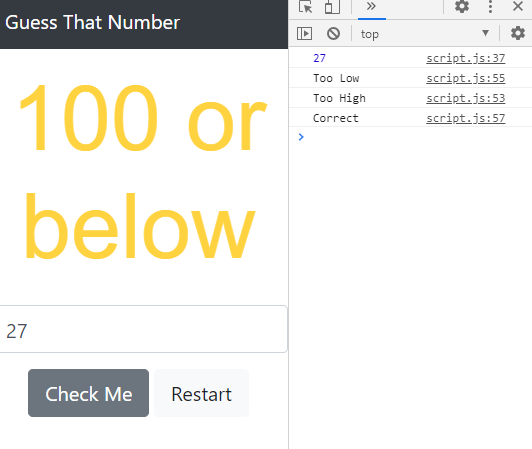 Guess That Number
100 or
below
27
Check Me
Restart
top
27 script.js:37
Too Low script.js:55
Too High script.js:53
Correct script.js:57